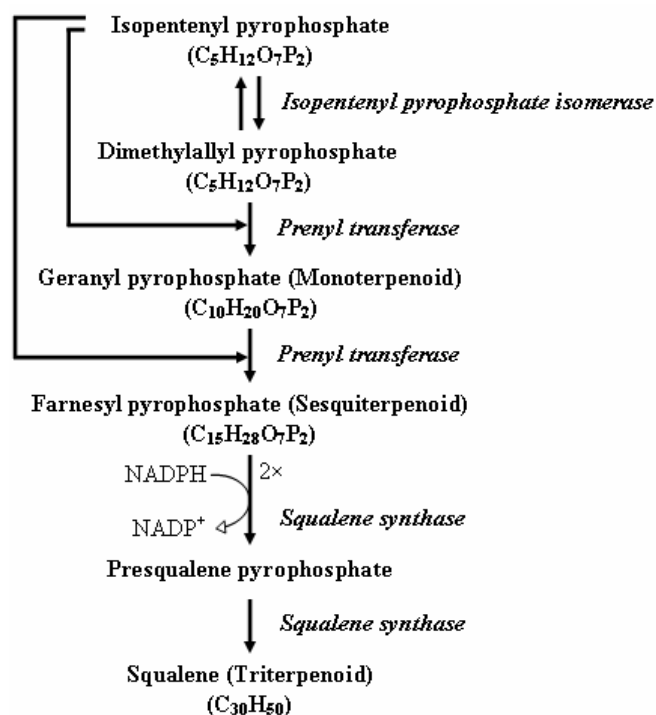 Isopentenyl pyrophosphate
(C₅H₁₂O₇P₂)
Isopentenyl pyrophosphate isomerase
Dimethylallyl pyrophosphate
(C₅H₁₂O₇P₂)
Prenyl transferase
Geranyl pyrophosphate (Monoterpenoid)
(C₁₀H₂₀O₇P₂)
Prenyl transferase
Farnesyl pyrophosphate (Sesquiterpenoid)
(C₁₅H₂₈O₇P₂)
NADPH 2×
NADP⁺ Squalene synthase
Presqualene pyrophosphate
Squalene synthase
Squalene (Triterpenoid)
(C₃₀H₅₀)